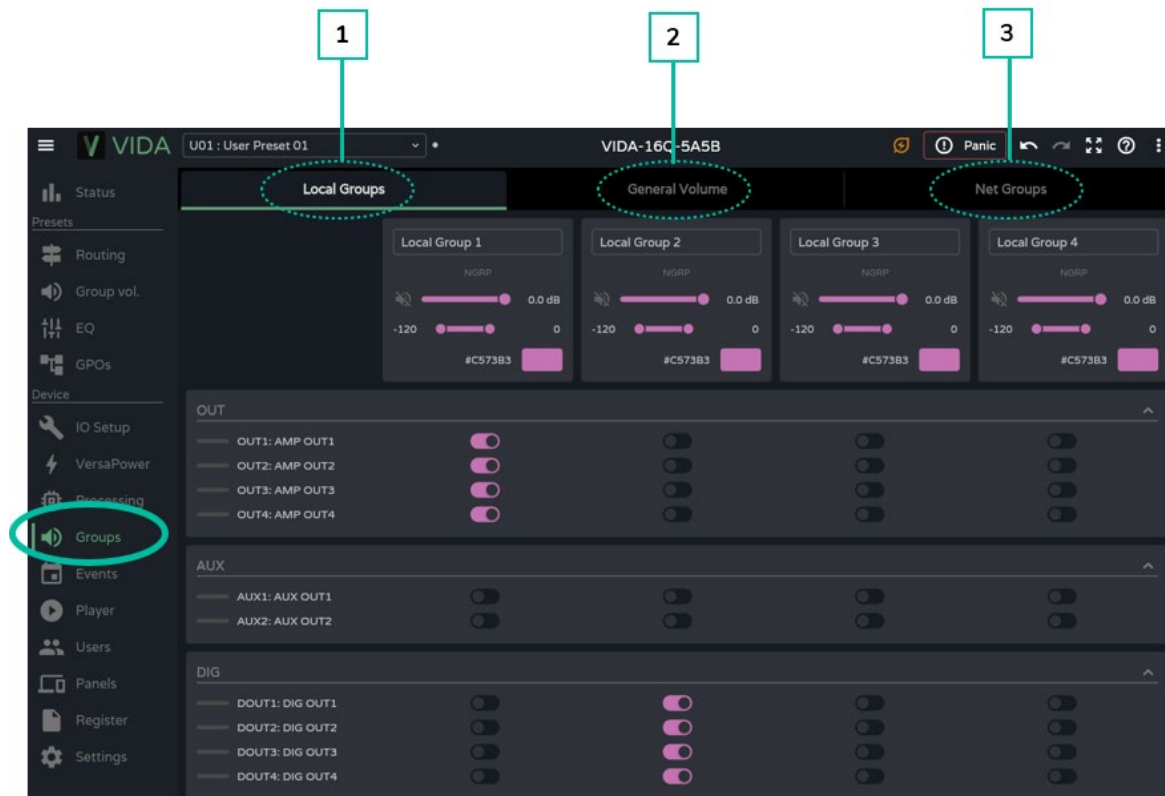 1
2
3
VIDA
U01 : User Preset 01
VIDA-16Q-5A5B
Panic
Status
Local Groups
General Volume
Net Groups
Presets
Routing
Group vol.
EQ
GPOs
Device
IO Setup
VersaPower
Processing
Groups
Events
Player
Users
Panels
Register
Settings
Local Group 1
NGRP
0.0 dB
-120
0
#C573B3
Local Group 2
NGRP
0.0 dB
-120
0
#C573B3
Local Group 3
NGRP
0.0 dB
-120
0
#C573B3
Local Group 4
NGRP
0.0 dB
-120
0
#C573B3
OUT
OUT1: AMP OUT1
OUT2: AMP OUT2
OUT3: AMP OUT3
OUT4: AMP OUT4
AUX
AUX1: AUX OUT1
AUX2: AUX OUT2
DIG
DOUT1: DIG OUT1
DOUT2: DIG OUT2
DOUT3: DIG OUT3
DOUT4: DIG OUT4